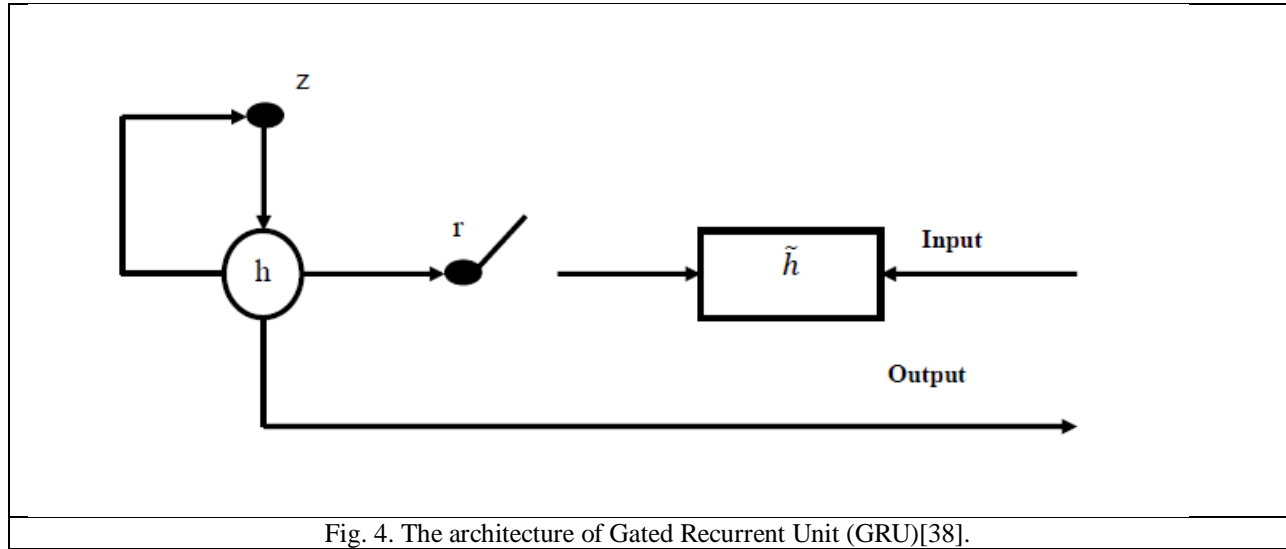 z
h
r
h̃
Input
Output
Fig. 4. The architecture of Gated Recurrent Unit (GRU)[38].